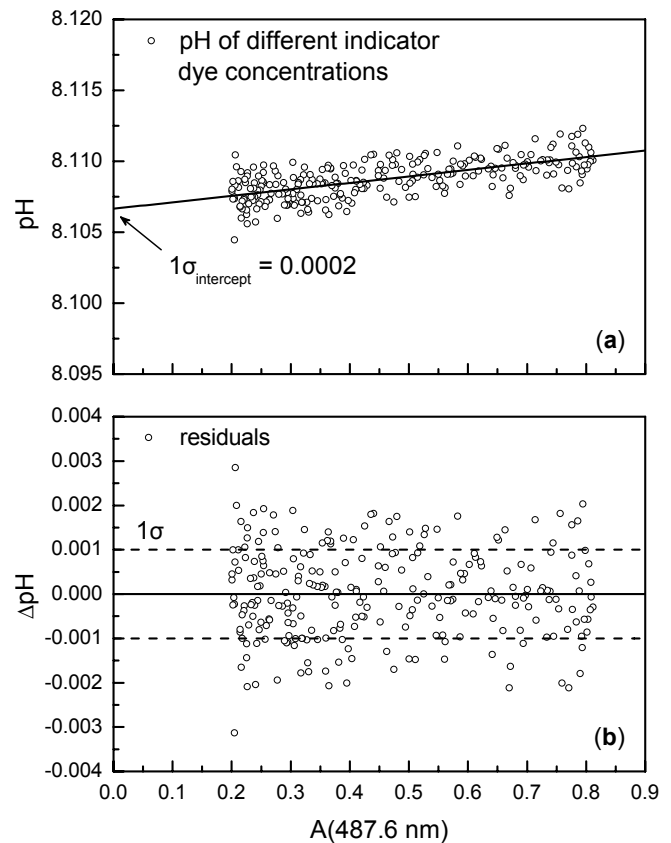 8.120
pH of different indicator
dye concentrations
8.115
8.110
pH
8.105
1σintercept = 0.0002
8.100
(a)
8.095
0.004
residuals
0.003
0.002
1σ
0.001
ΔpH
0.000
-0.001
-0.002
-0.003
(b)
-0.004
0.0 0.1 0.2 0.3 0.4 0.5 0.6 0.7 0.8 0.9
A(487.6 nm)